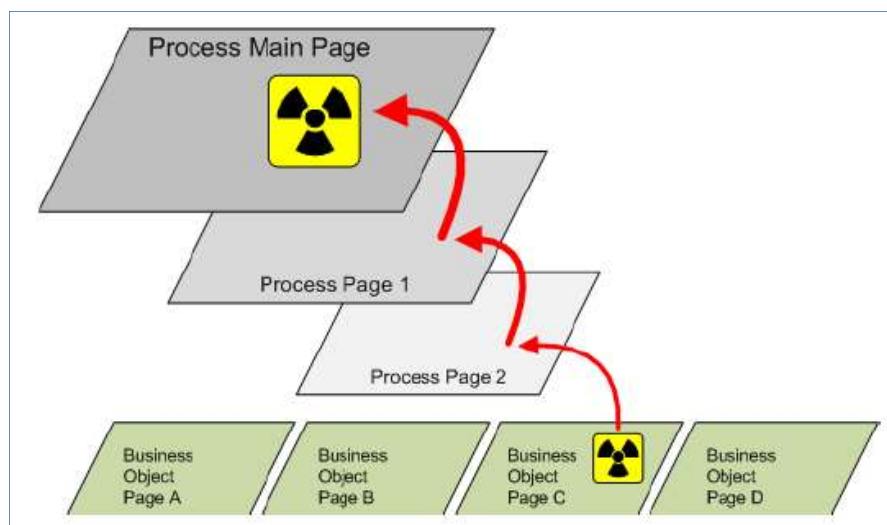 Process Main Page
Process Page 1
Process Page 2
Business
Object
Page A
Business
Object
Page B
Business
Object
Page C
Business
Object
Page D